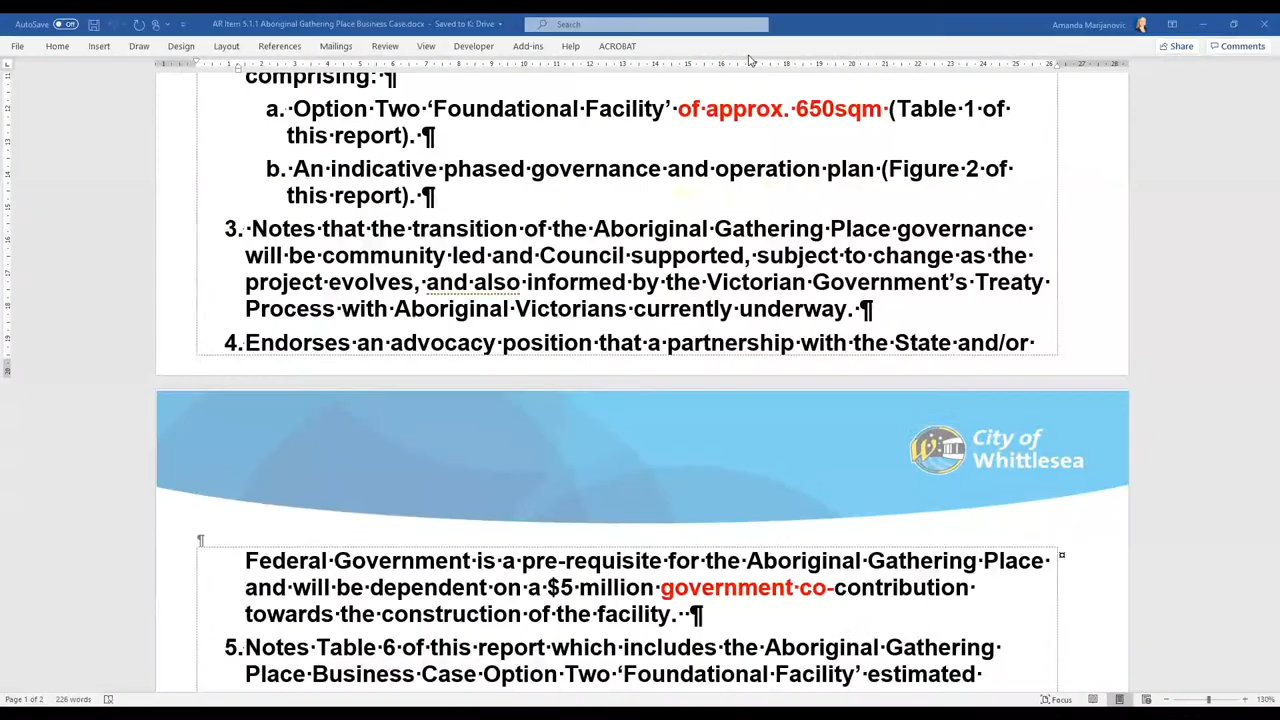 AutoSave Off
AR Item 5.1.1 Aboriginal Gathering Place Business Case.docx - Saved to K: Drive
Search
Amanda Marijanovic
File Home Insert Draw Design Layout References Mailings Review View Developer Add-ins Help ACROBAT Share Comments
comprising:·¶
a.·Option·Two·‘Foundational·Facility’·of·approx.·650sqm·(Table·1·of·
this·report).·¶
b.·An·indicative·phased·governance·and·operation·plan·(Figure·2·of·
this·report).·¶
3.·Notes·that·the·transition·of·the·Aboriginal·Gathering·Place·governance·
will·be·community·led·and·Council·supported,·subject·to·change·as·the·
project·evolves,·and·also·informed·by·the·Victorian·Government’s·Treaty·
Process·with·Aboriginal·Victorians·currently·underway.·¶
4.Endorses·an·advocacy·position·that·a·partnership·with·the·State·and/or·
City of
Whittlesea
¶
Federal·Government·is·a·pre-requisite·for·the·Aboriginal·Gathering·Place·
and·will·be·dependent·on·a·$5·million·government·co-contribution·
towards·the·construction·of·the·facility.··¶
5.Notes·Table·6·of·this·report·which·includes·the·Aboriginal·Gathering·
Place·Business·Case·Option·Two·‘Foundational·Facility’·estimated·
Page 1 of 2 226 words Focus 130%